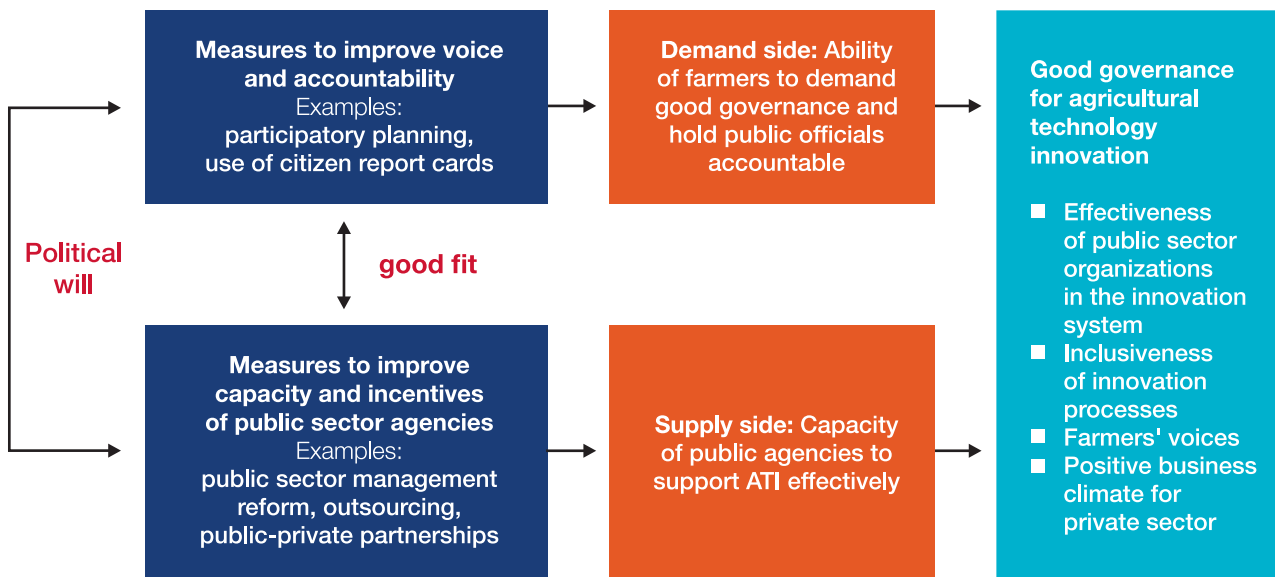 Political
will
Measures to improve voice
and accountability
Examples:
participatory planning,
use of citizen report cards
good fit
Measures to improve
capacity and incentives
of public sector agencies
Examples:
public sector management
reform, outsourcing,
public-private partnerships
Demand side: Ability
of farmers to demand
good governance and
hold public officials
accountable
Supply side: Capacity
of public agencies to
support ATI effectively
Good governance
for agricultural
technology
innovation
Effectiveness
of public sector
organizations
in the innovation
system
Inclusiveness
of innovation
processes
Farmers' voices
Positive business
climate for
private sector